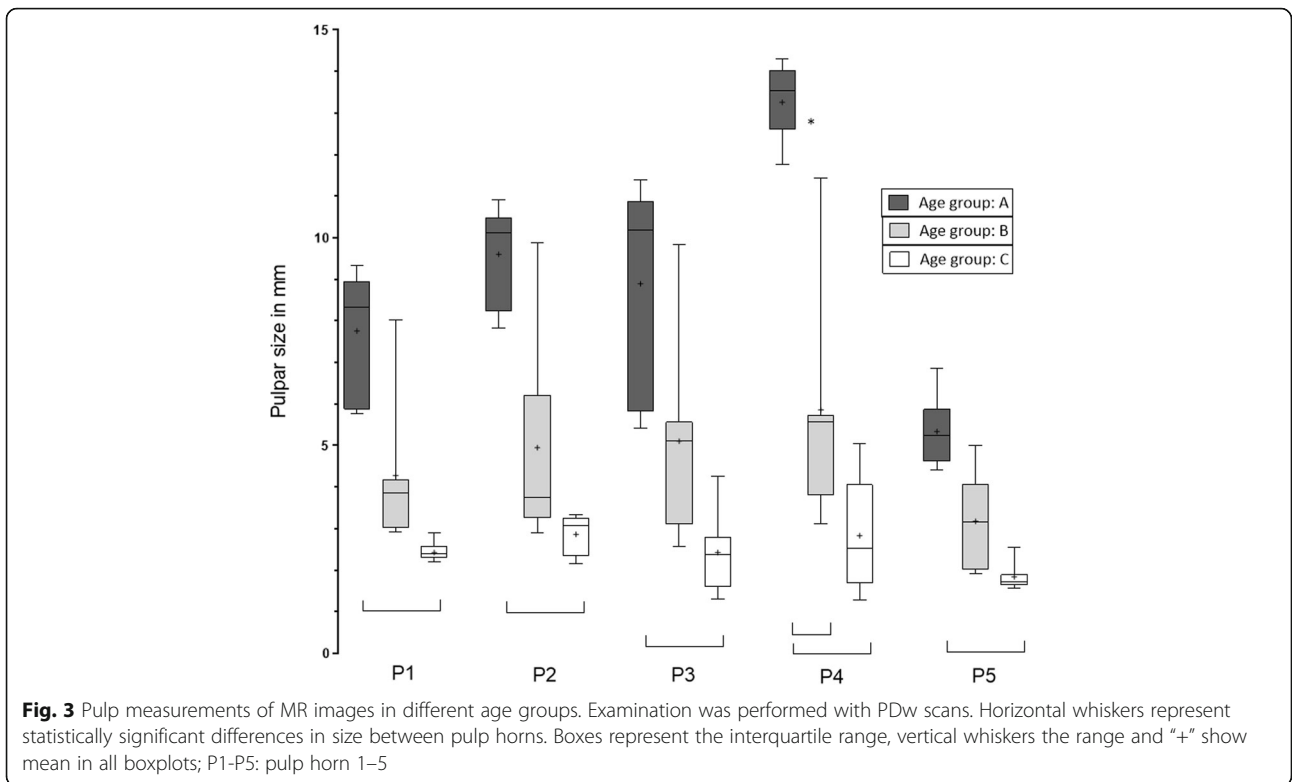 15
10
5
0
Pulpar size in mm
*
Age group: A
Age group: B
Age group: C
P1 P2 P3 P4 P5
Fig. 3 Pulp measurements of MR images in different age groups. Examination was performed with PDw scans. Horizontal whiskers represent
statistically significant differences in size between pulp horns. Boxes represent the interquartile range, vertical whiskers the range and “+” show
mean in all boxplots; P1-P5: pulp horn 1–5